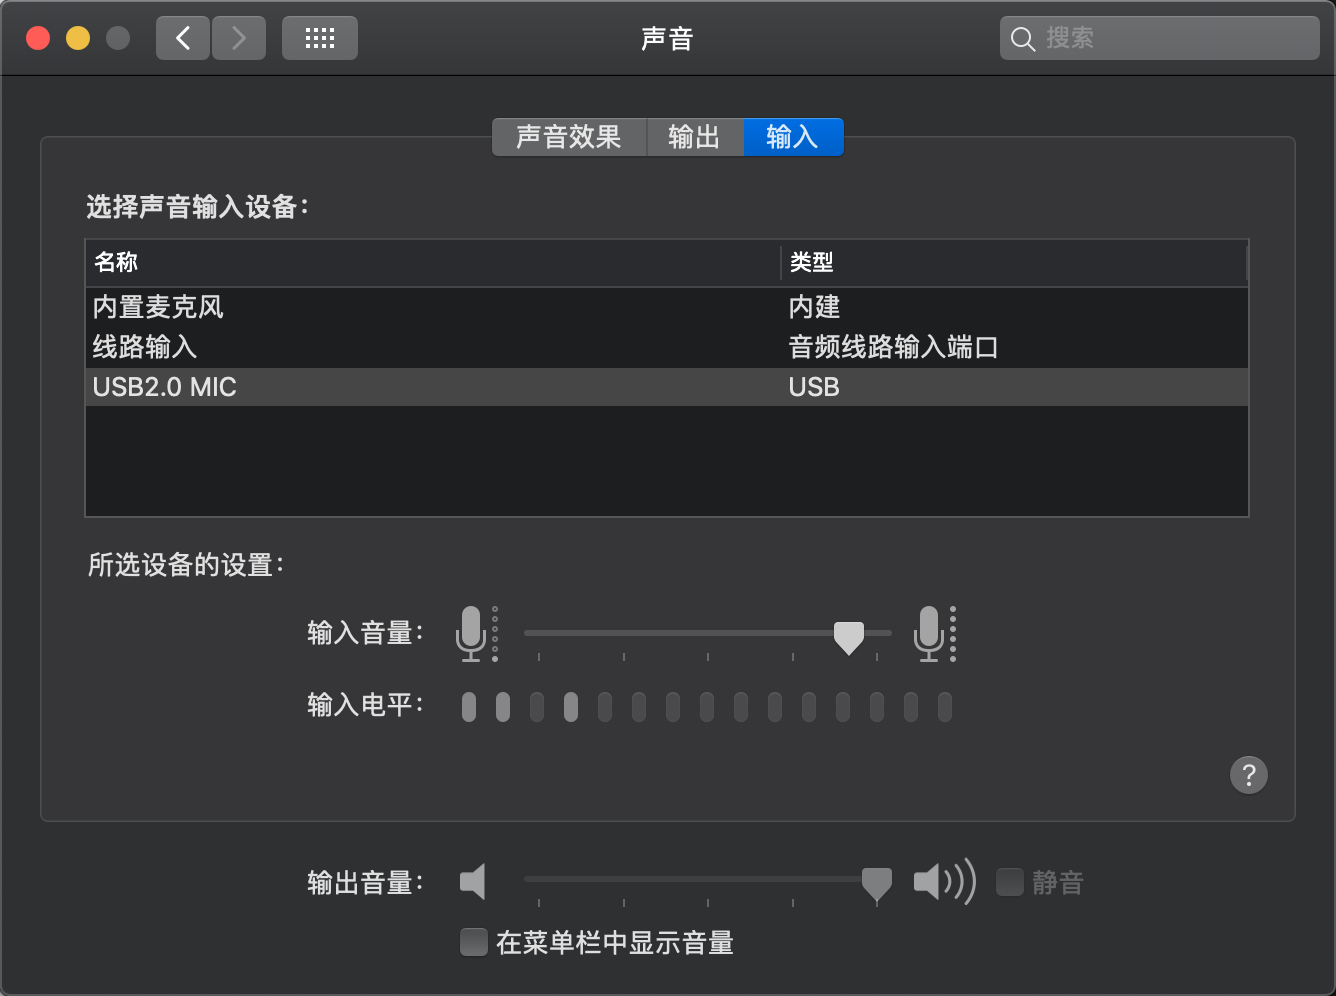 声音
搜索
声音效果 输出 输入
选择声音输入设备：
名称 类型
内置麦克风 内建
线路输入 音频线路输入端口
USB2.0 MIC USB
所选设备的设置：
输入音量：
输入电平：
?
输出音量： 静音
在菜单栏中显示音量